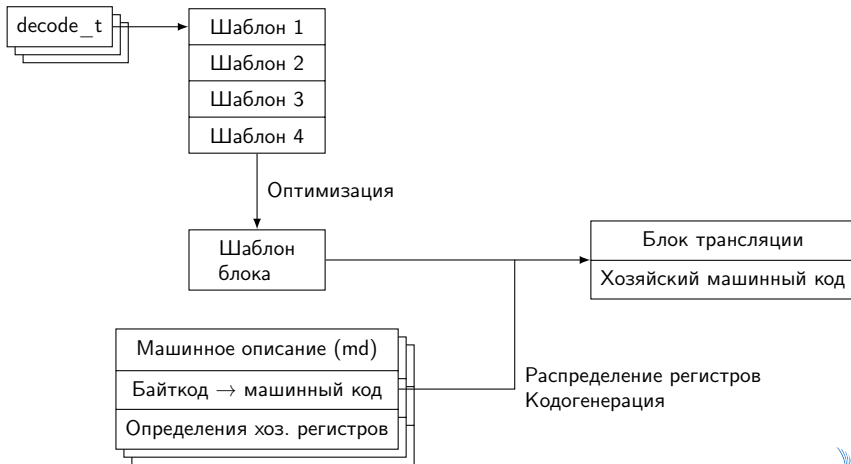 decode_t
Шаблон 1
Шаблон 2
Шаблон 3
Шаблон 4
Оптимизация
Шаблон
блока
Блок трансляции
Хозяйский машинный код
Машинное описание (md)
Байткод → машинный код
Определения хоз. регистров
Распределение регистров
Кодогенерация